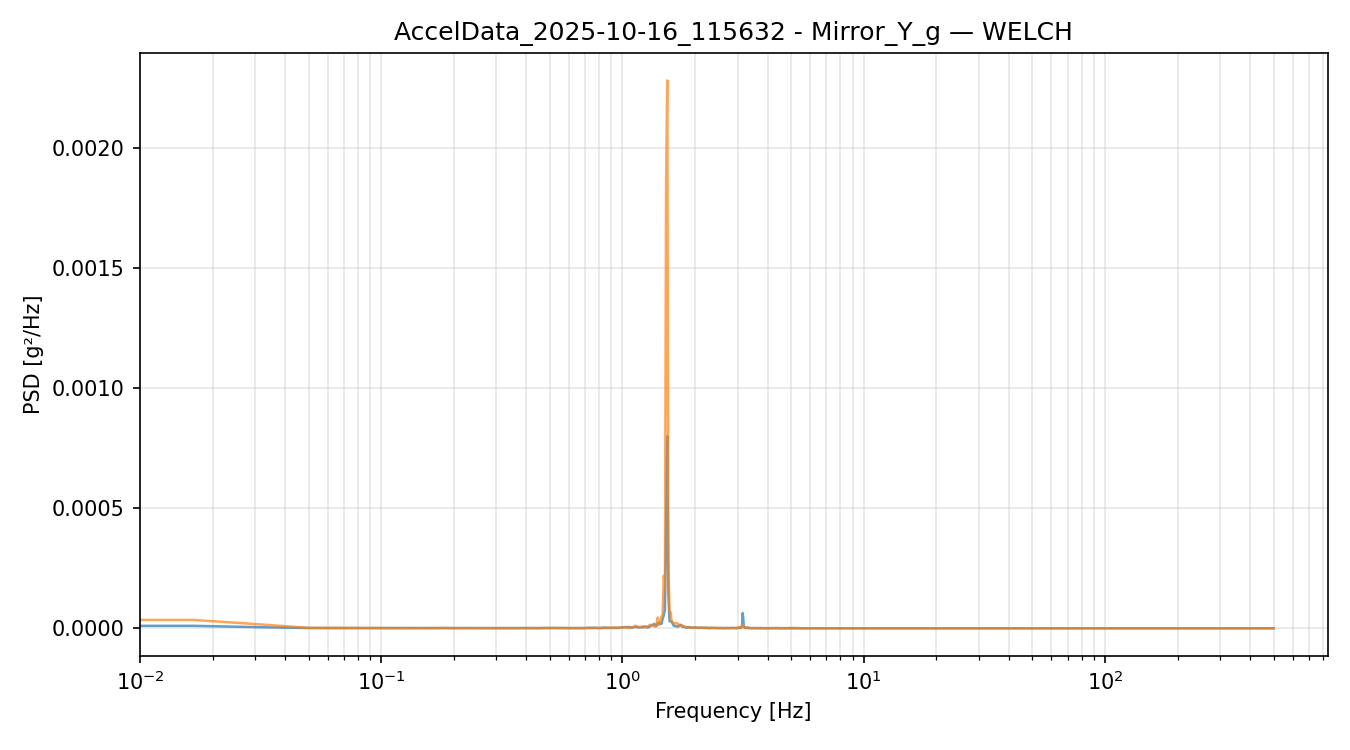 AccelData_2025-10-16_115632 - Mirror_Y_g — WELCH
PSD [g²/Hz]
0.0020
0.0015
0.0010
0.0005
0.0000
10⁻² 10⁻¹ 10⁰ 10¹ 10²
Frequency [Hz]